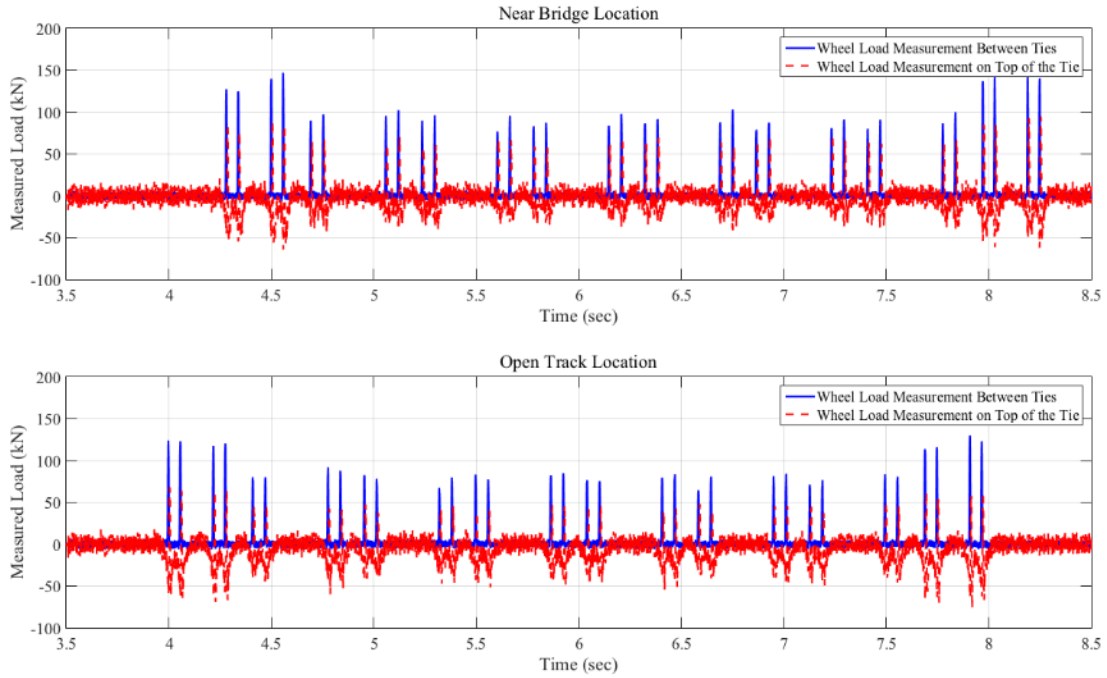 Near Bridge Location
200
150
100
50
0
-50
-100
Measured Load (kN)
Wheel Load Measurement Between Ties
Wheel Load Measurement on Top of the Tie
3.5 4 4.5 5 5.5 6 6.5 7 7.5 8 8.5
Time (sec)
Open Track Location
200
150
100
50
0
-50
-100
Measured Load (kN)
Wheel Load Measurement Between Ties
Wheel Load Measurement on Top of the Tie
3.5 4 4.5 5 5.5 6 6.5 7 7.5 8 8.5
Time (sec)